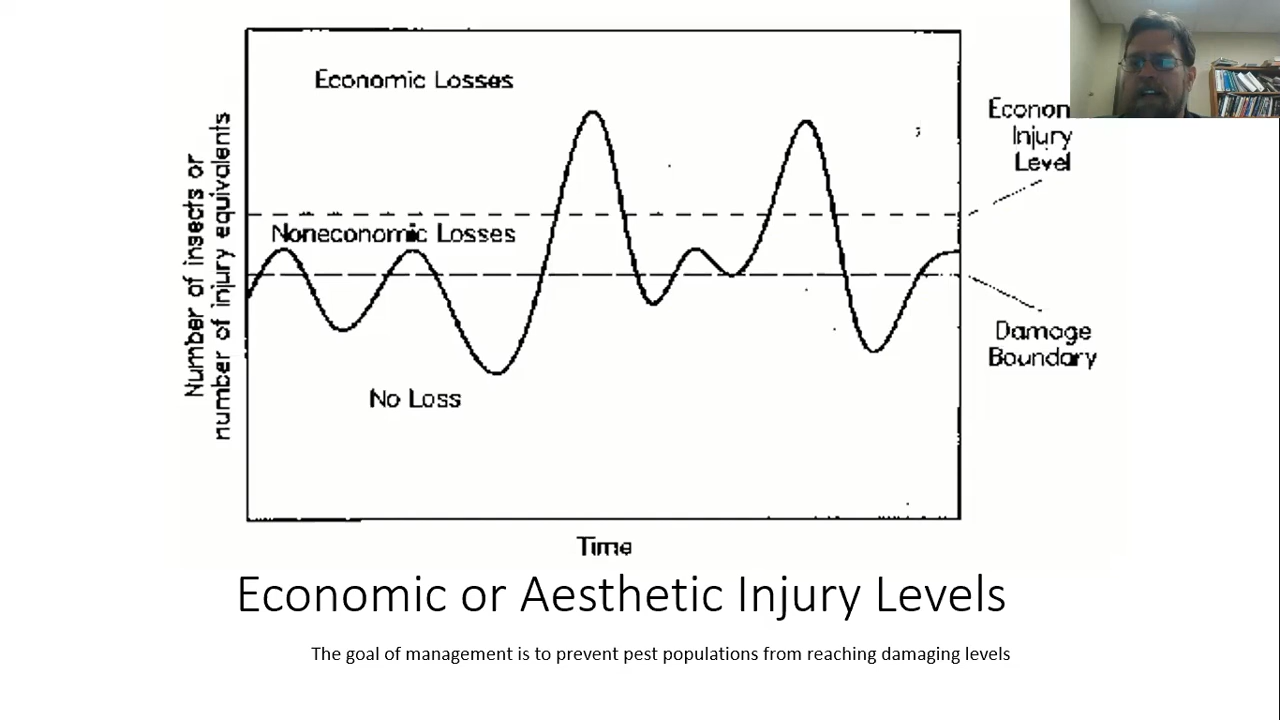 Economic Losses
Number of insects or
number of injury equivalents
Econom
Injury
Level
Noneconomic Losses
Damage
Boundary
No Loss
Time
Economic or Aesthetic Injury Levels
The goal of management is to prevent pest populations from reaching damaging levels